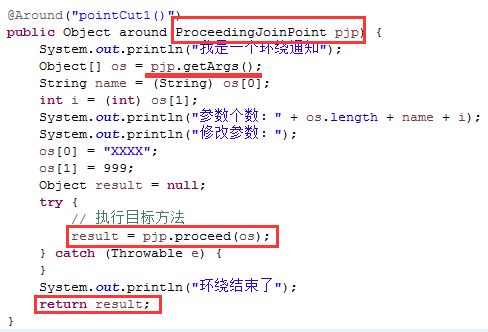 @Around("pointCut1()")
public Object around(ProceedingJoinPoint pjp) {
    System.out.println("我是一个环绕通知");
    Object[] os = pjp.getArgs();
    String name = (String) os[0];
    int i = (int) os[1];
    System.out.println("参数个数：" + os.length + name + i);
    System.out.println("修改参数：");
    os[0] = "XXXX";
    os[1] = 999;
    Object result = null;
    try {
        // 执行目标方法
        result = pjp.proceed(os);
    } catch (Throwable e) {
    }
    System.out.println("环绕结束了");
    return result;
}